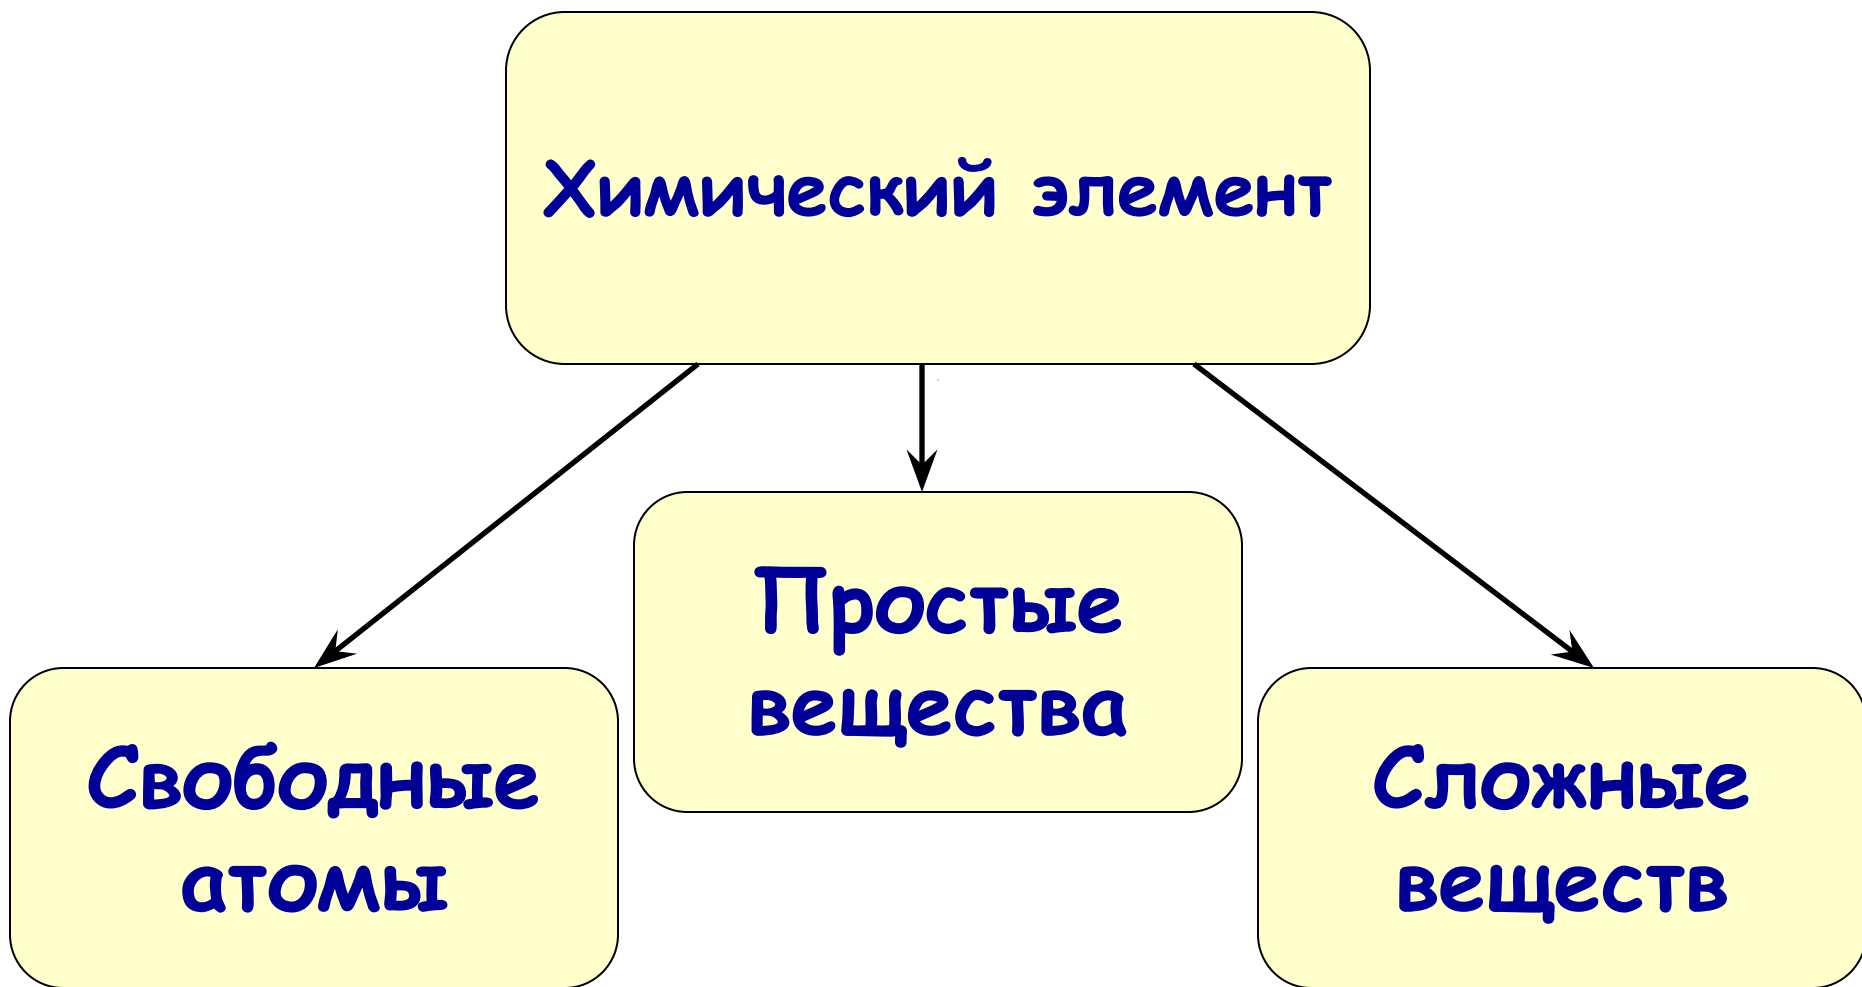 Химический элемент
Простые
вещества
Свободные
атомы
Сложные
веществ